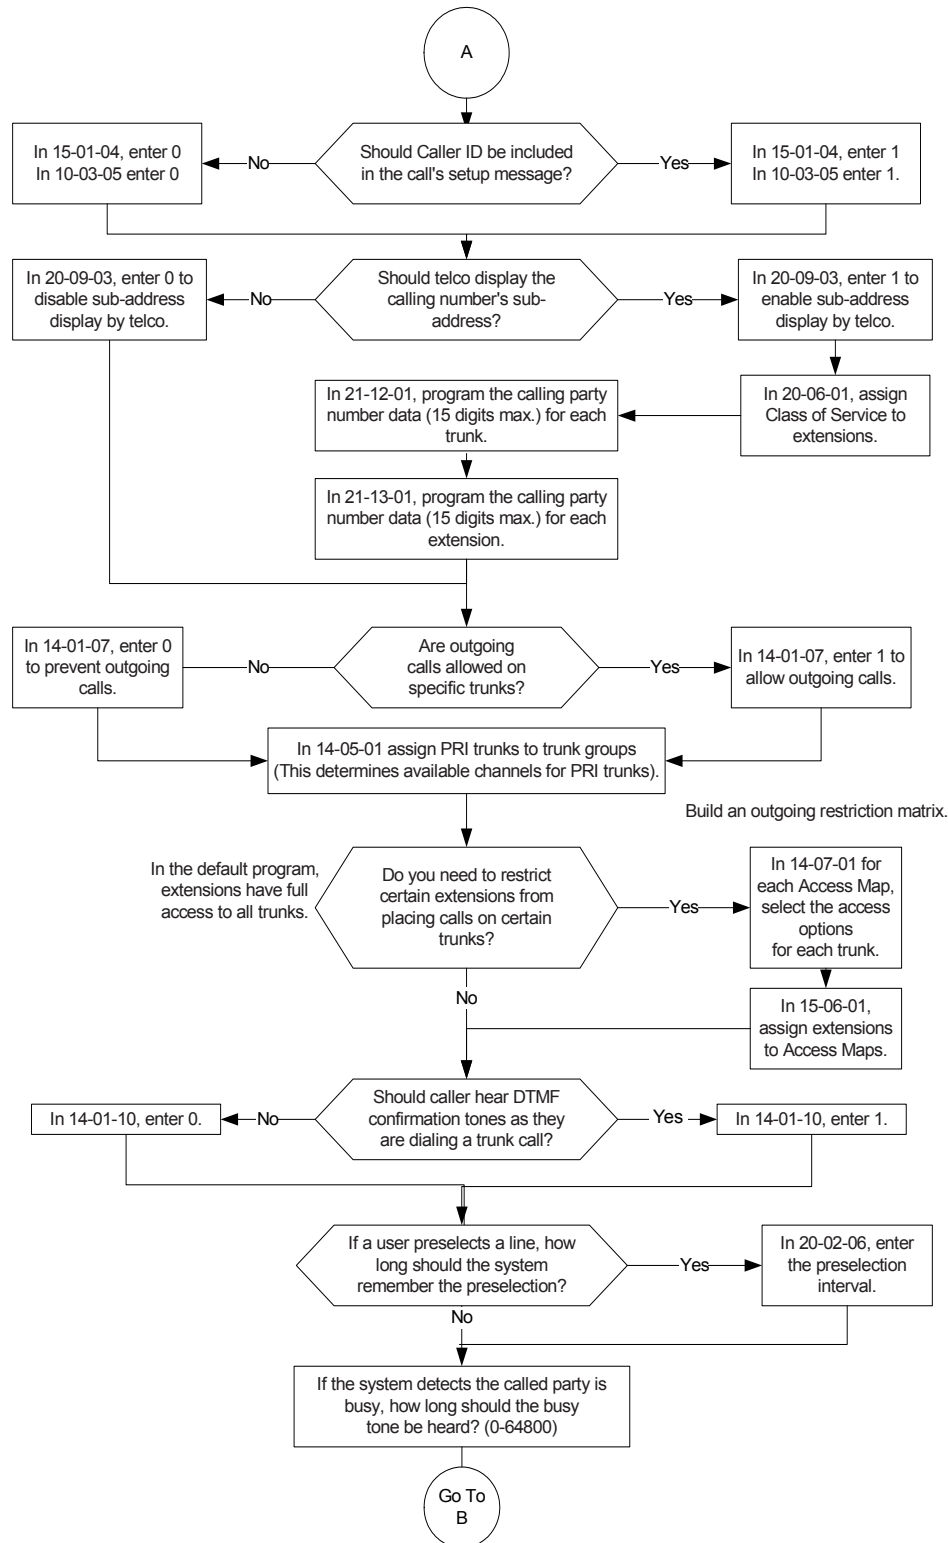 A
In 15-01-04, enter 0
In 10-03-05 enter 0
No
Should Caller ID be included
in the call's setup message?
Yes
In 15-01-04, enter 1
In 10-03-05 enter 1.
In 20-09-03, enter 0 to
disable sub-address
display by telco.
No
Should telco display the
calling number's sub-
address?
Yes
In 20-09-03, enter 1 to
enable sub-address
display by telco.
In 21-12-01, program the calling party
number data (15 digits max.) for each
trunk.
In 20-06-01, assign
Class of Service to
extensions.
In 21-13-01, program the calling party
number data (15 digits max.) for each
extension.
In 14-01-07, enter 0
to prevent outgoing
calls.
No
Are outgoing
calls allowed on
specific trunks?
Yes
In 14-01-07, enter 1 to
allow outgoing calls.
In 14-05-01 assign PRI trunks to trunk groups
(This determines available channels for PRI trunks).
Build an outgoing restriction matrix.
In the default program,
extensions have full
access to all trunks.
Do you need to restrict
certain extensions from
placing calls on certain
trunks?
Yes
In 14-07-01 for
each Access Map,
select the access
options
for each trunk.
No
In 15-06-01,
assign extensions
to Access Maps.
In 14-01-10, enter 0.
No
Should caller hear DTMF
confirmation tones as they
are dialing a trunk call?
Yes
In 14-01-10, enter 1.
If a user preselects a line, how
long should the system
remember the preselection?
Yes
In 20-02-06, enter
the preselection
interval.
No
If the system detects the called party is
busy, how long should the busy
tone be heard? (0-64800)
Go To
B